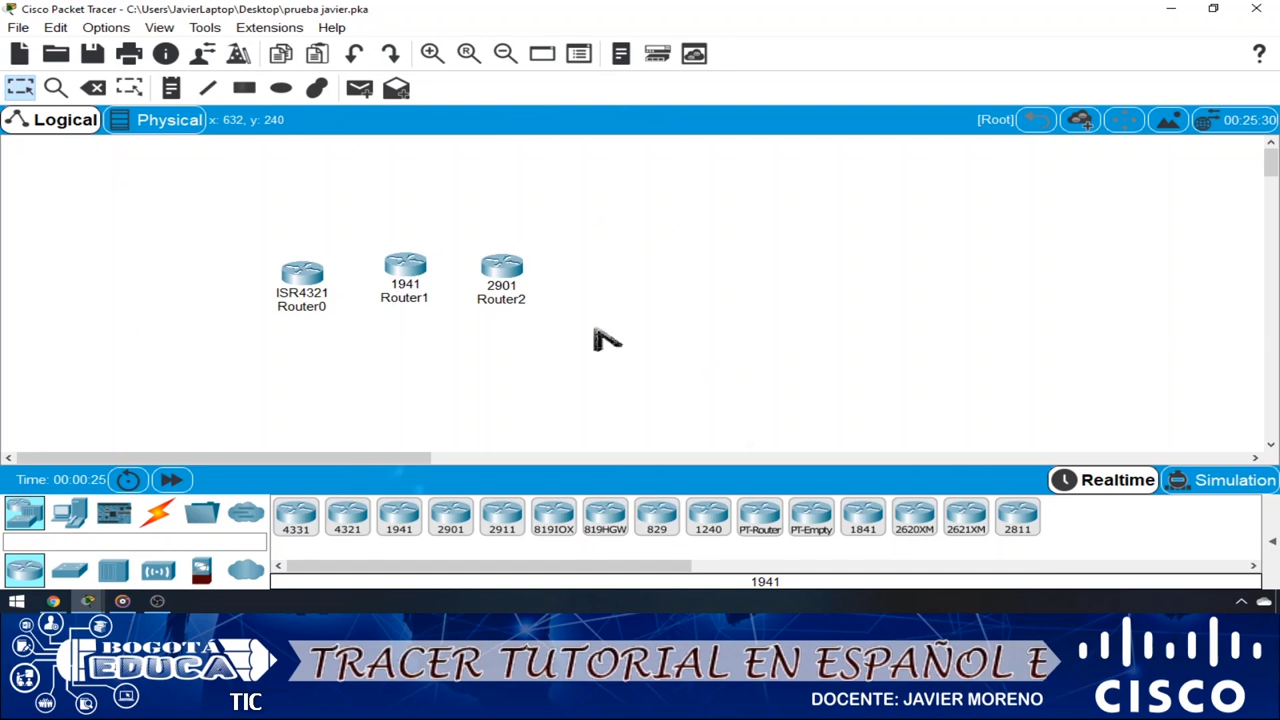 Cisco Packet Tracer - C:\Users\JavierLaptop\Desktop\prueba javier.pka
File Edit Options View Tools Extensions Help
?
Logical Physical x: 632, y: 240 [Root] 00:25:30
ISR4321
Router0
1941
Router1
2901
Router2
Time: 00:00:25 Realtime Simulation
4331 4321 1941 2901 2911 819IOX 819HGW 829 1240 PT-Router PT-Empty 1841 2620XM 2621XM 2811
1941
BOGOTÁ
EDUCA
TIC
TRACER TUTORIAL EN ESPAÑOL E
DOCENTE: JAVIER MORENO
CISCO